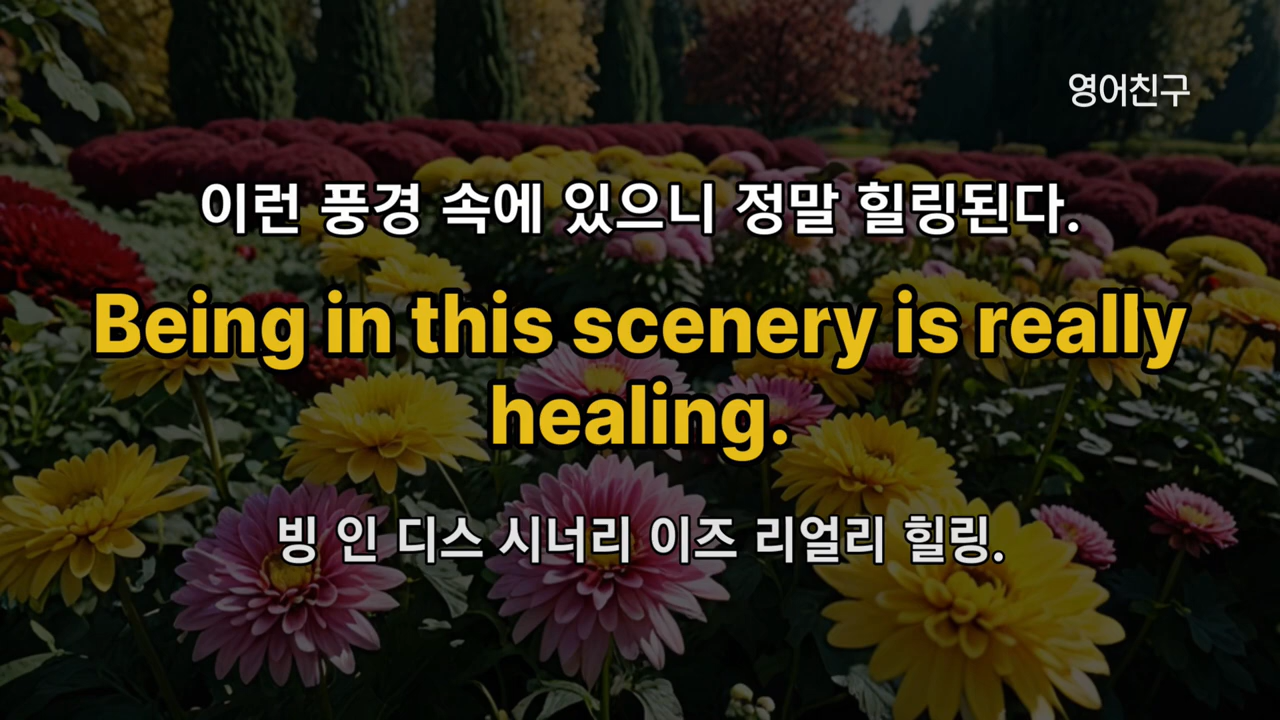 영어친구
이런 풍경 속에 있으니 정말 힐링된다.
Being in this scenery is really
healing.
빙 인 디스 시너리 이즈 리얼리 힐링.